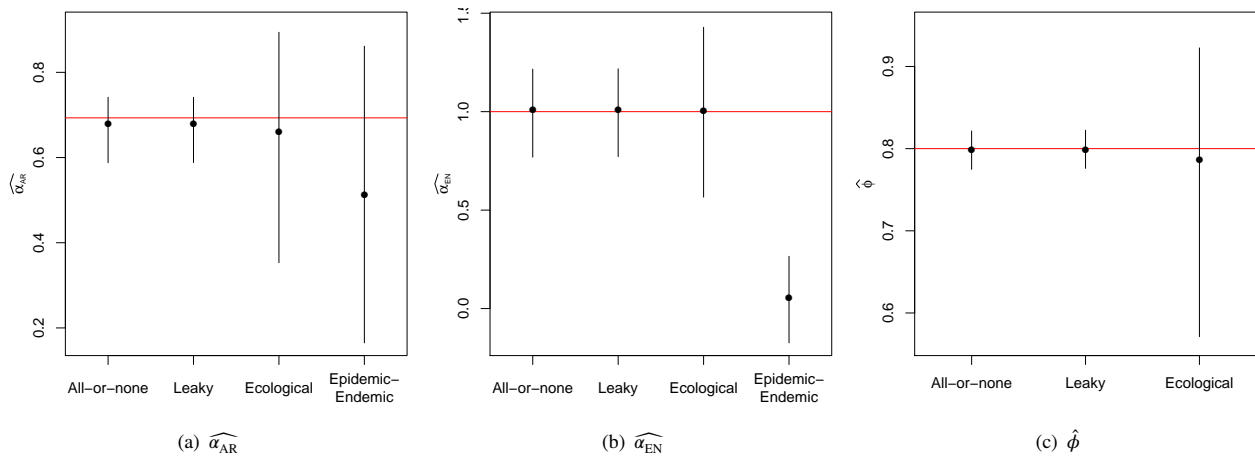 0.2 0.4 0.6 0.8
α̂_AR
All−or−none Leaky Ecological Epidemic−
Endemic
(a) α̂_AR
0.0 0.5 1.0 1.5
α̂_EN
All−or−none Leaky Ecological Epidemic−
Endemic
(b) α̂_EN
0.6 0.7 0.8 0.9
ϕ̂
All−or−none Leaky Ecological
(c) ϕ̂